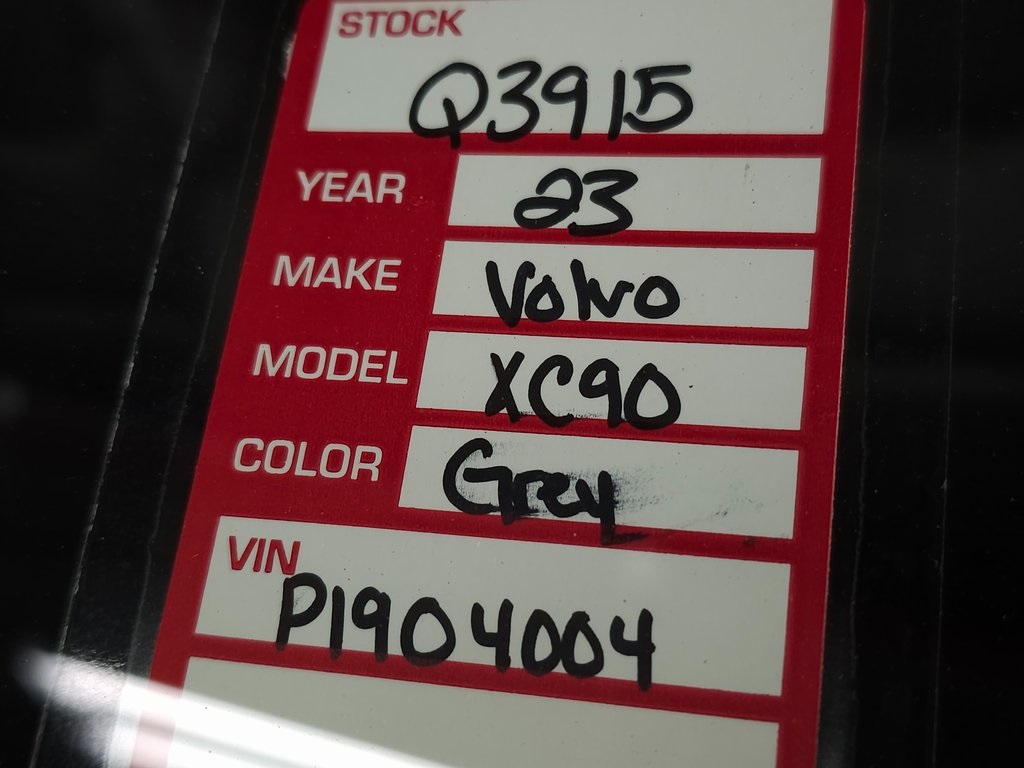 STOCK
Q3915
YEAR 23
MAKE Volvo
MODEL XC90
COLOR Grey
VIN
P1904004